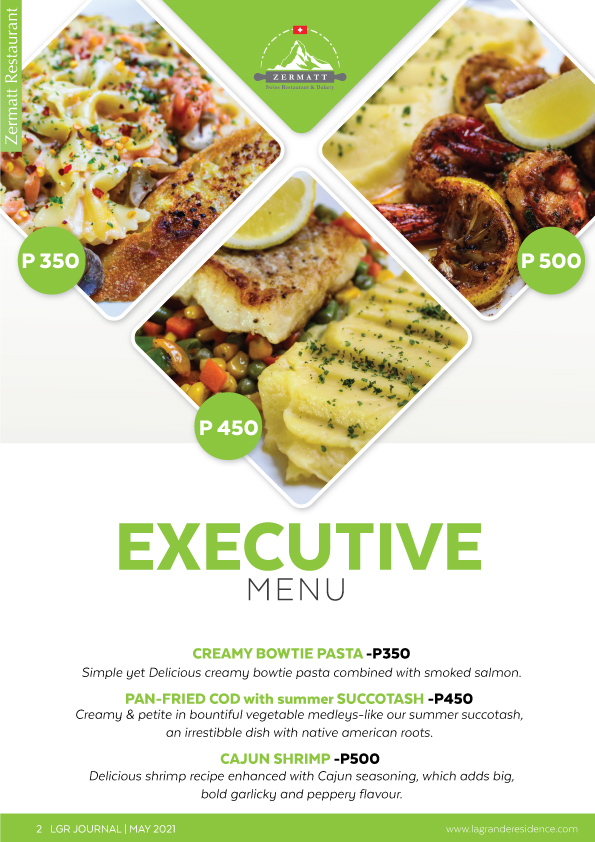 Zermatt Restaurant
ZERMATT
Swiss Restaurant & Bakery
P 350
P 500
P 450
EXECUTIVE
MENU
CREAMY BOWTIE PASTA -P350
Simple yet Delicious creamy bowtie pasta combined with smoked salmon.
PAN-FRIED COD with summer SUCCOTASH -P450
Creamy & petite in bountiful vegetable medleys-like our summer succotash,
an irrestibble dish with native american roots.
CAJUN SHRIMP -P500
Delicious shrimp recipe enhanced with Cajun seasoning, which adds big,
bold garlicky and peppery flavour.
2 LGR JOURNAL | MAY 2021
www.lagranderesidence.com